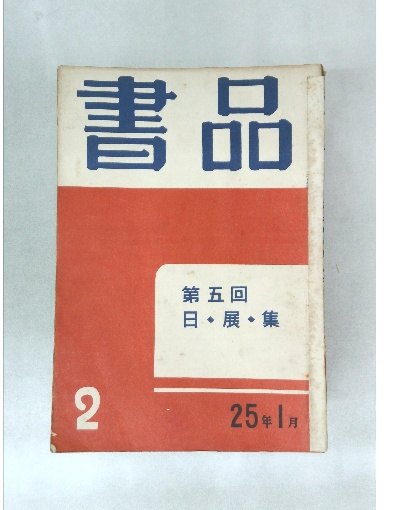 書品
第五回
日◆展◆集
2
25年1月